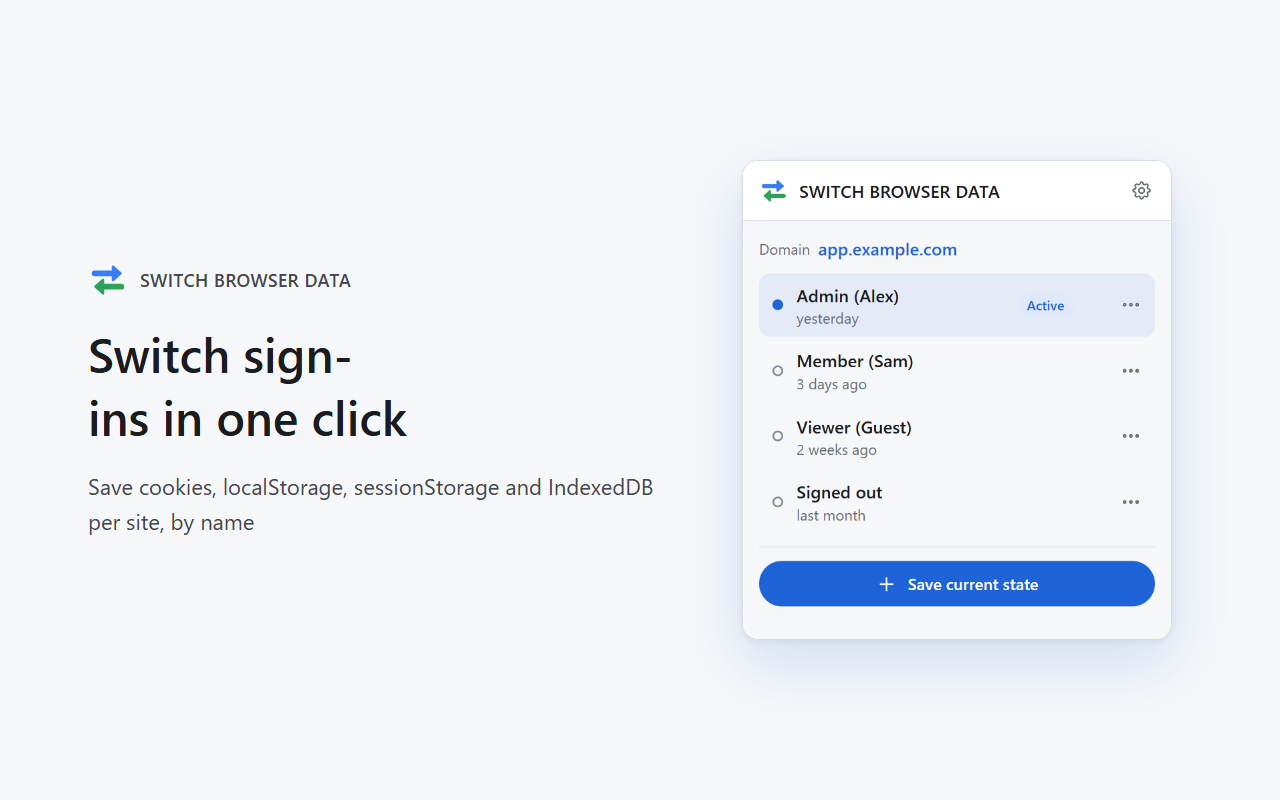 SWITCH BROWSER DATA
Switch sign-
ins in one click
Save cookies, localStorage, sessionStorage and IndexedDB
per site, by name
SWITCH BROWSER DATA
Domain app.example.com
Admin (Alex)
yesterday
Active
Member (Sam)
3 days ago
Viewer (Guest)
2 weeks ago
Signed out
last month
Save current state